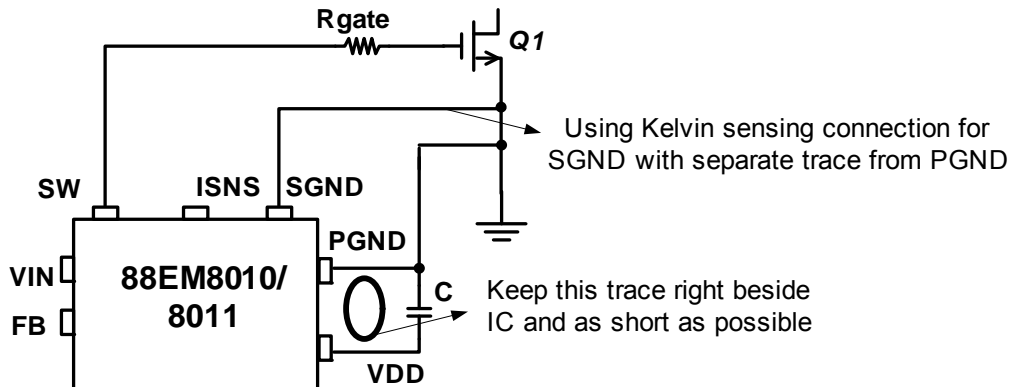 Rgate
Q1
Using Kelvin sensing connection for
SGND with separate trace from PGND
SW
ISNS
SGND
PGND
VIN
88EM8010/
8011
C
Keep this trace right beside
IC and as short as possible
FB
VDD